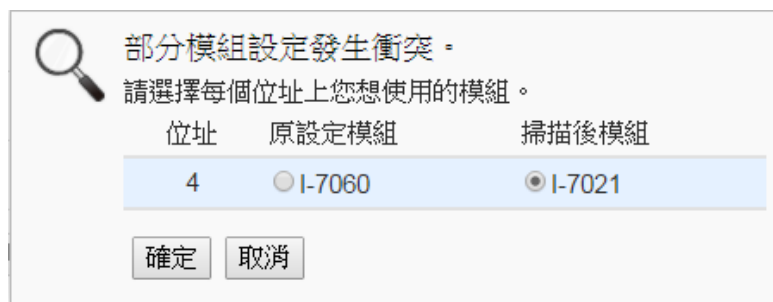 部分模組設定發生衝突。
請選擇每個位址上您想使用的模組。
位址 原設定模組 掃描後模組
4 I-7060 I-7021
確定 取消